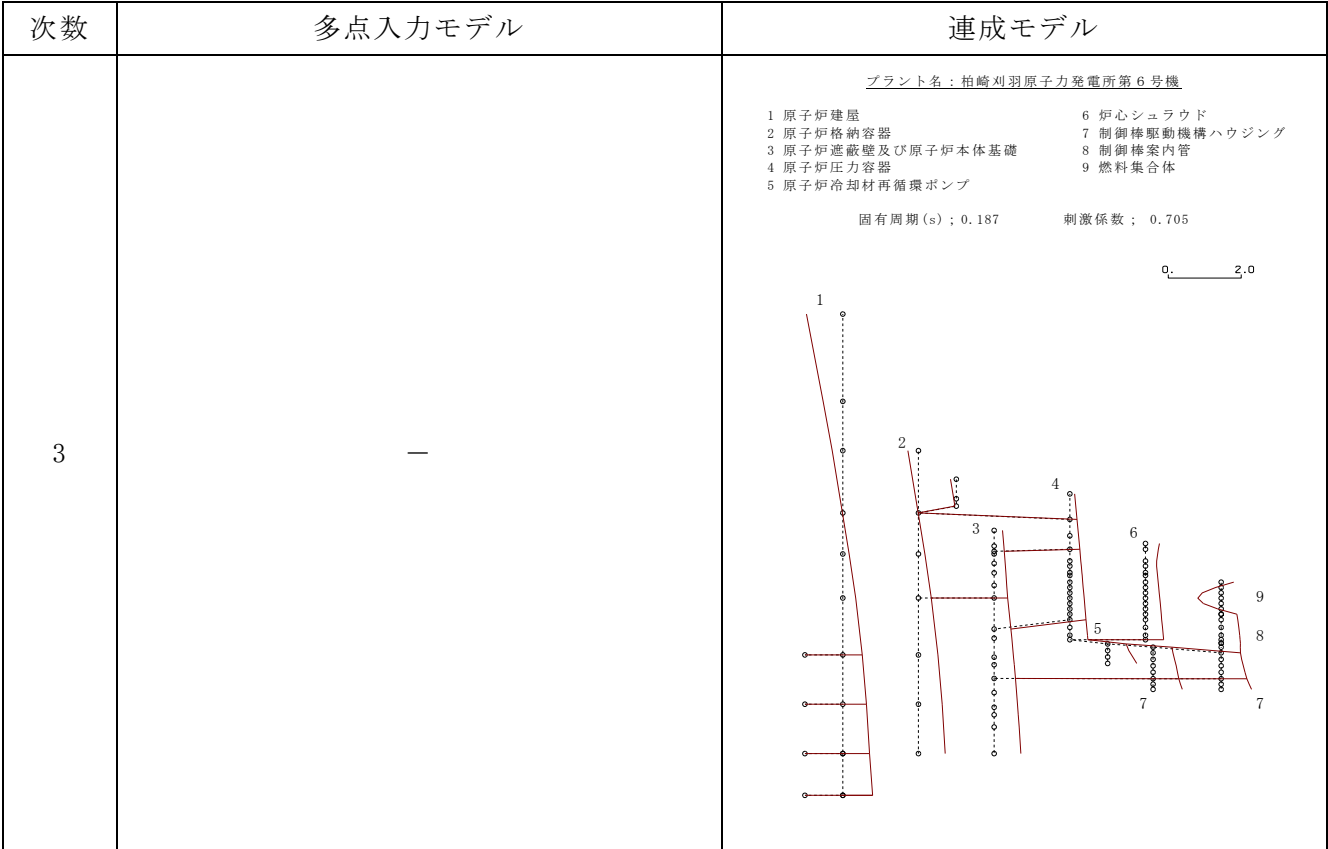 次数 多点入力モデル 連成モデル
プラント名：柏崎刈羽原子力発電所第6号機
1 原子炉建屋 6 炉心シュラウド
2 原子炉格納容器 7 制御棒駆動機構ハウジング
3 原子炉遮蔽壁及び原子炉本体基礎 8 制御棒案内管
4 原子炉圧力容器 9 燃料集合体
5 原子炉冷却材再循環ポンプ
固有周期(s)；0.187 刺激係数； 0.705
0. 2.0
1
2
3 －
4
3
6
9
5
8
7 7